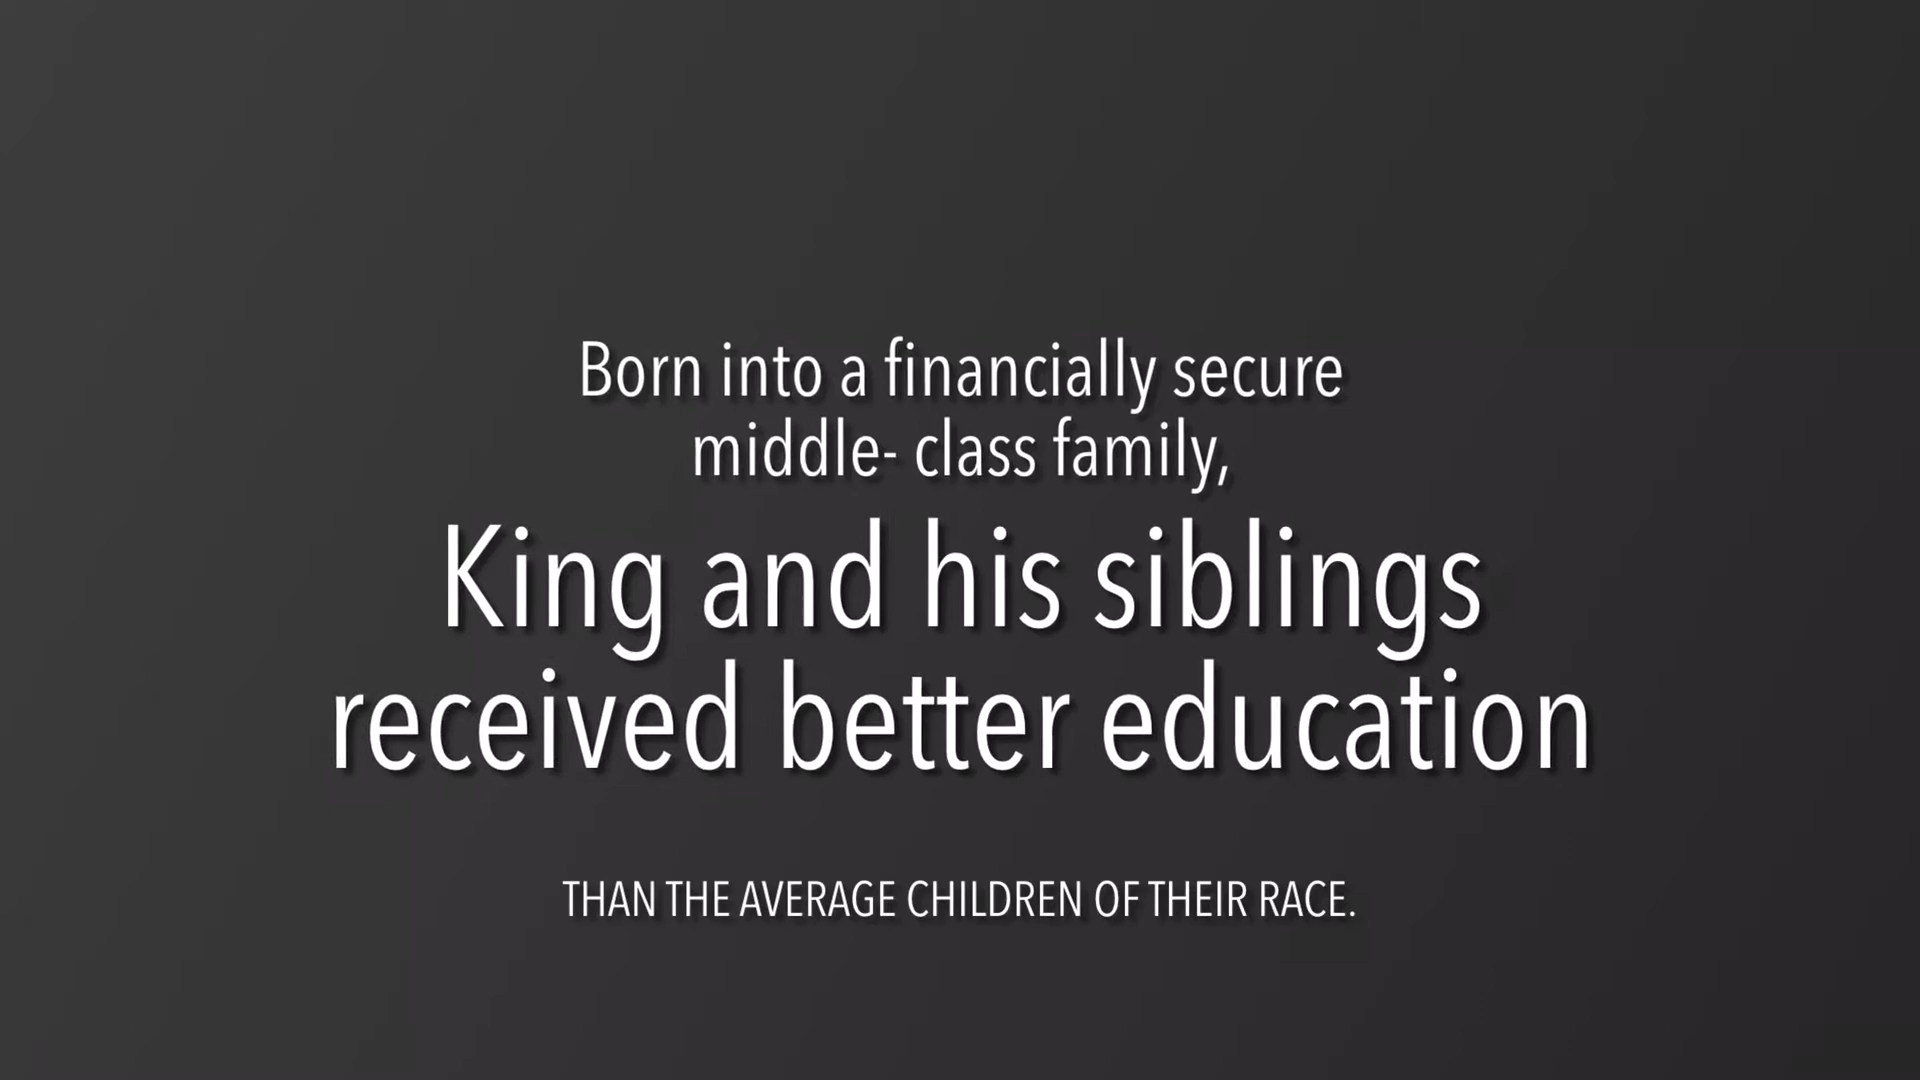 Born into a financially secure
middle- class family,
King and his siblings
received better education
THAN THE AVERAGE CHILDREN OF THEIR RACE.